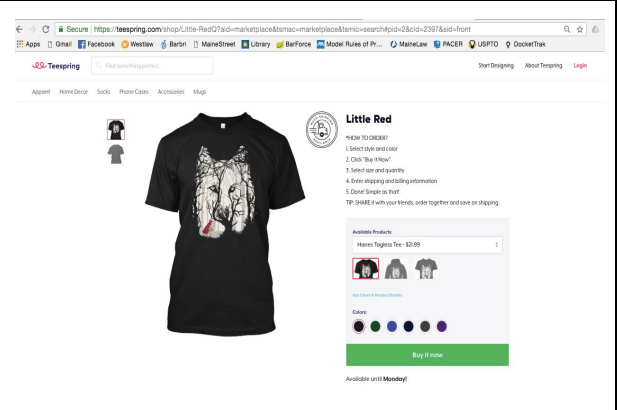 Secure | https://teespring.com/shop/Little-RedQ?aid=marketplace&tsmac=marketplace&tsmic=search#pid=2&cid=2397&sid=front
Apps Gmail Facebook Westlaw Barbri MaineStreet Library BarForce Model Rules of Pr... MaineLaw PACER USPTO DocketTrak
Teespring Find something perfect. Start Designing About Teespring Login
Apparel Home Decor Socks Phone Cases Accessories Mugs
Little Red
*HOW TO ORDER?
1. Select style and color
2. Click "Buy it Now"
3. Select size and quantity
4. Enter shipping and billing information
5. Done! Simple as that!
TIP: SHARE it with your friends, order together and save on shipping.
Available Products:
Hanes Tagless Tee - $21.99
Size Chart & Product Details
Colors:
Buy it now
Available until Monday!